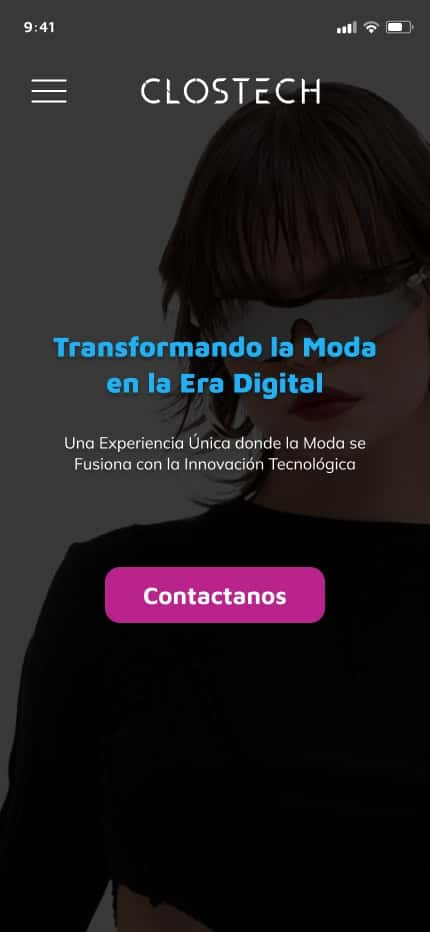 9:41
CLOSTECH
Transformando la Moda
en la Era Digital
Una Experiencia Única donde la Moda se
Fusiona con la Innovación Tecnológica
Contactanos